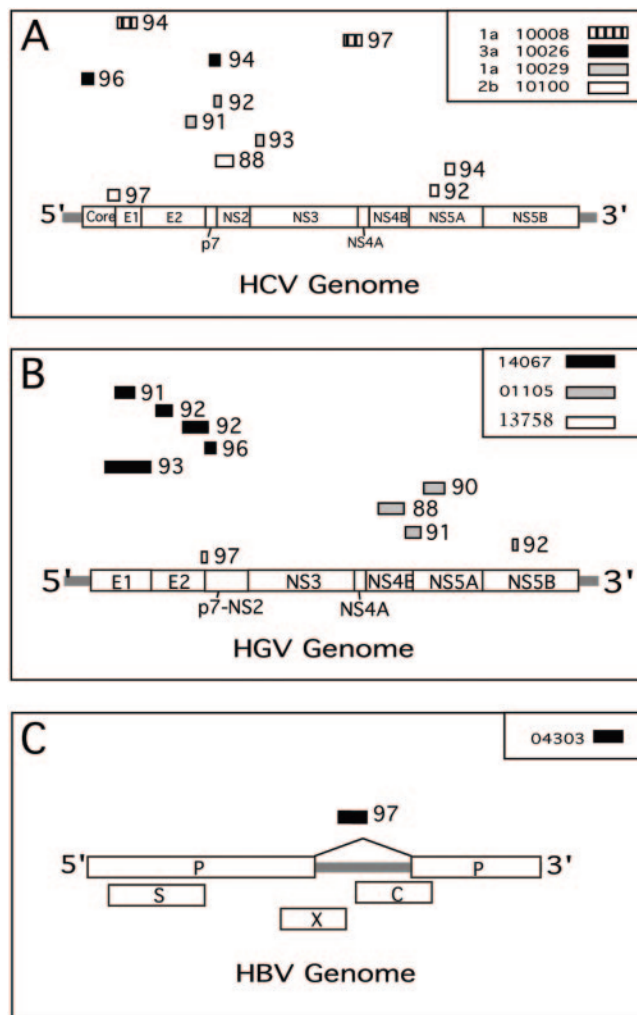 A
1a 10008
3a 10026
1a 10029
2b 10100
94
97
94
96
92
91
93
88
94
92
97
5' Core E1 E2 NS2 NS3 NS4B NS5A NS5B 3'
p7 NS4A
HCV Genome
B
14067
01105
13758
91
92
92
96
93
90
88
91
92
97
5' E1 E2 NS3 NS4B NS5A NS5B 3'
p7-NS2 NS4A
HGV Genome
C
04303
97
5' P P 3'
S C
X
HBV Genome